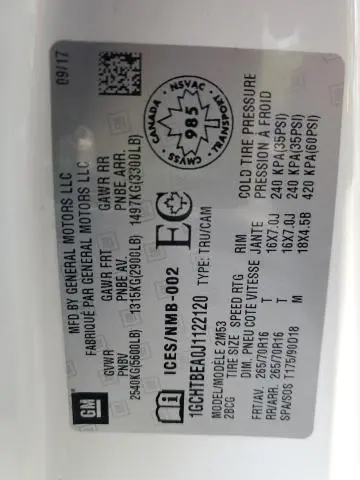 GM
MFD BY GENERAL MOTORS LLC
FABRIQUÉ PAR GENERAL MOTORS LLC
09/17
GVWR
PNBV
2540KG(5600LB)
GAWR FRT
PNBE AV.
1315KG(2900LB)
GAWR RR
PNBE ARR.
1497KG(3300LB)
ICES/NMB-002
EC
CANADA · NSVAC · TRANSPORT · CMVSS
985
1GCHTBEA0J1122120 TYPE: TRU/CAM
MODEL/MODÈLE 2M53
2BCG
TIRE SIZE SPEED RTG RIM COLD TIRE PRESSURE
DIM. PNEU COTÉ VITESSE JANTE PRESSION À FROID
FRT/AV. 265/70R16 T 16X7.0J 240 KPA(35PSI)
RR/ARR. 265/70R16 T 16X7.0J 240 KPA(35PSI)
SPA/SOS T175/90D18 M 18X4.5B 420 KPA(60PSI)